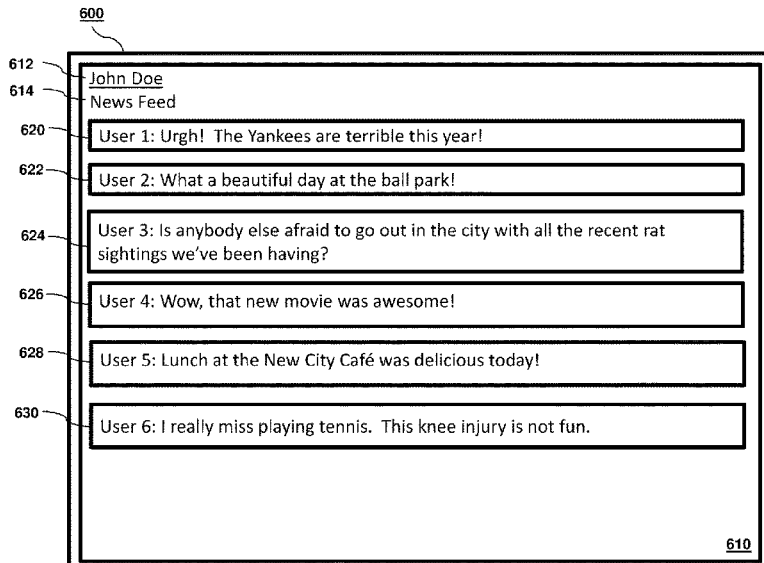 600
612
John Doe
614
News Feed
620
User 1: Urgh! The Yankees are terrible this year!
622
User 2: What a beautiful day at the ball park!
624
User 3: Is anybody else afraid to go out in the city with all the recent rat
sightings we've been having?
626
User 4: Wow, that new movie was awesome!
628
User 5: Lunch at the New City Café was delicious today!
630
User 6: I really miss playing tennis. This knee injury is not fun.
610